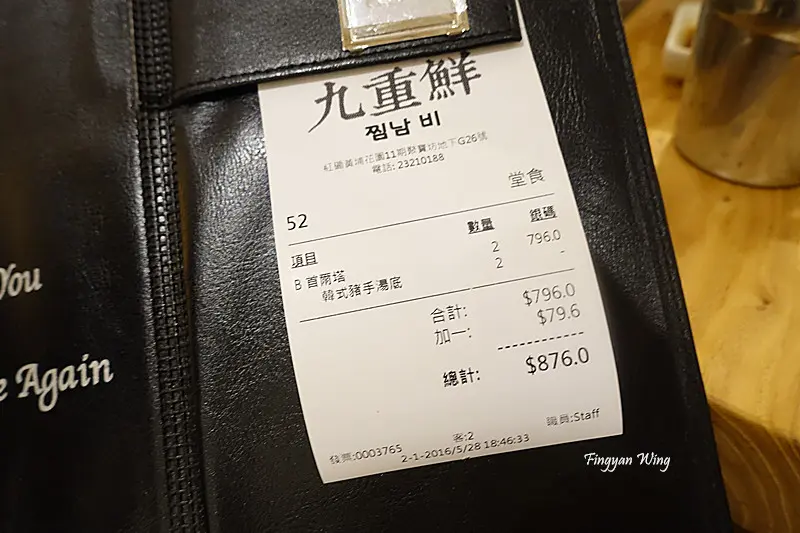 九重鮮
찜남 비
紅磡黃埔花園11期聚寶坊地下G26號
電話: 23210188
堂食
52
項目 數量 銀碼
B 首爾塔 2 796.0
韓式豬手湯底 2 -
合計: $796.0
加一: $79.6
總計: $876.0
職員:Staff
客:2
發票:0003765 2-1-2016/5/28 18:46:33
You
e Again
Fingyan Wing